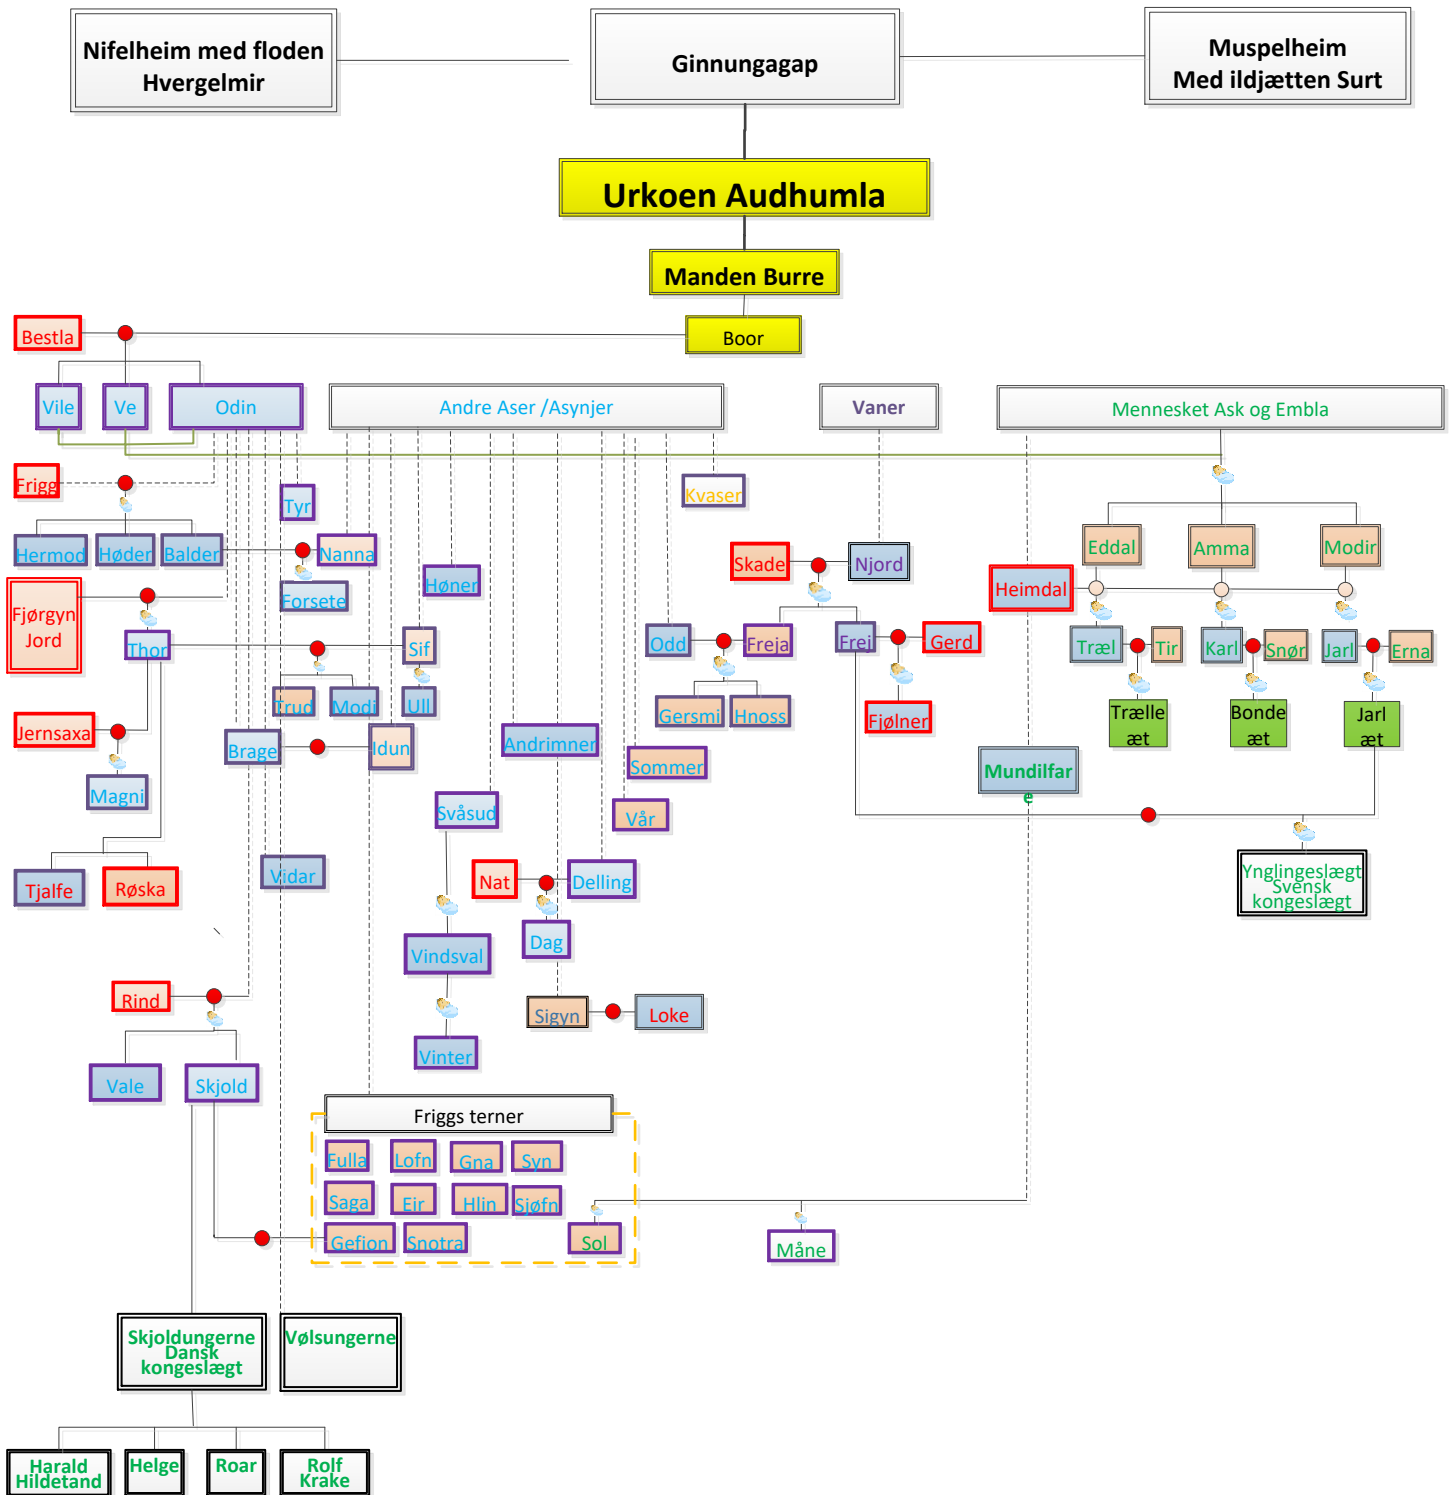 Nifelheim med floden
Hvergelmir
Ginnungagap
Muspelheim
Med ildjætten Surt
Urkoen Audhumla
Manden Burre
Bestla
Boor
Vile
Ve
Odin
Andre Aser /Asynjer
Vaner
Mennesket Ask og Embla
Frigg
Tyr
Kvaser
Hermod
Høder
Balder
Nanna
Høner
Skade
Njord
Eddal
Amma
Modir
Heimdal
Forsete
Fjørgyn
Jord
Thor
Sif
Odd
Freja
Frej
Gerd
Træl
Tir
Karl
Snør
Jarl
Erna
Trud
Modi
Ull
Gersmi
Hnoss
Fjølner
Trælle
æt
Bonde
æt
Jarl
æt
Jernsaxa
Brage
Idun
Andrimner
Sommer
Mundilfar
e
Magni
Svåsud
Vår
Tjalfe
Røska
Vidar
Nat
Delling
Ynglingeslægt
Svensk
kongeslægt
Vindsval
Dag
Rind
Sigyn
Loke
Vinter
Vale
Skjold
Friggs terner
Fulla
Lofn
Gna
Syn
Saga
Eir
Hlin
Sjøfn
Gefion
Snotra
Sol
Måne
Skjoldungerne
Dansk
kongeslægt
Vølsungerne
Harald
Hildetand
Helge
Roar
Rolf
Krake